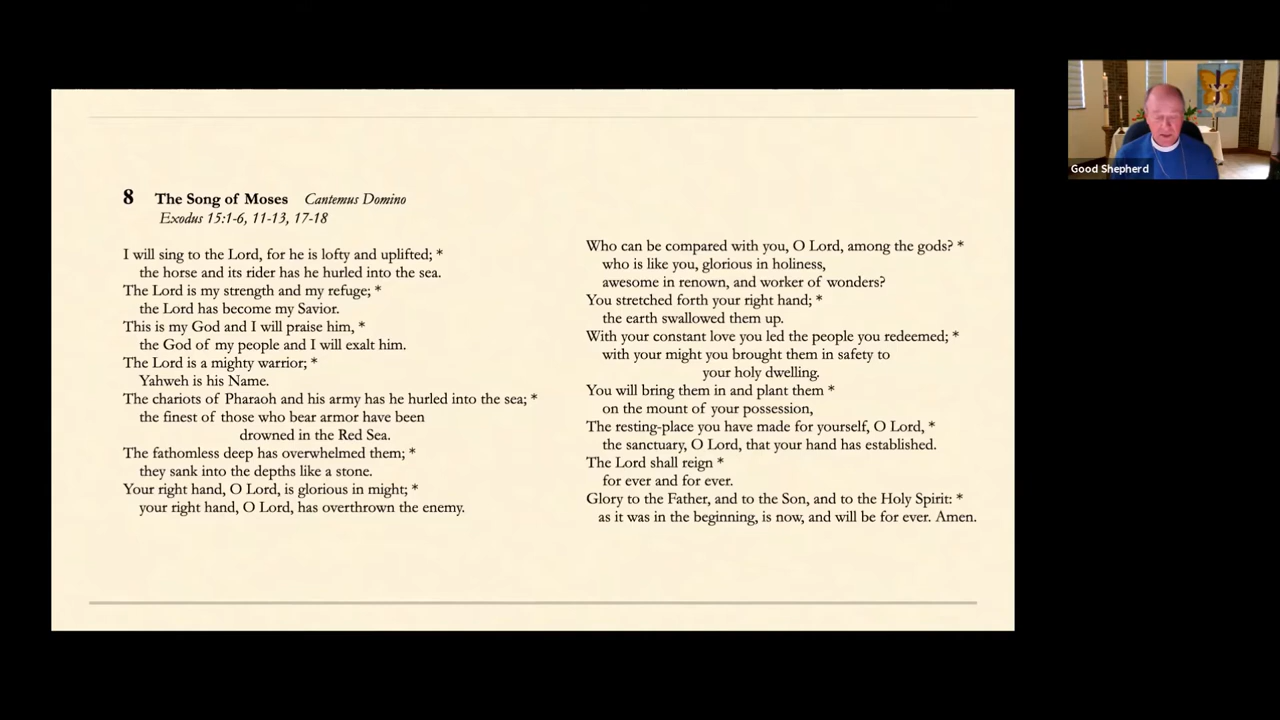 8 The Song of Moses Cantemus Domino
Exodus 15:1-6, 11-13, 17-18
I will sing to the Lord, for he is lofty and uplifted; *
the horse and its rider has he hurled into the sea.
The Lord is my strength and my refuge; *
the Lord has become my Savior.
This is my God and I will praise him, *
the God of my people and I will exalt him.
The Lord is a mighty warrior; *
Yahweh is his Name.
The chariots of Pharaoh and his army has he hurled into the sea; *
the finest of those who bear armor have been
drowned in the Red Sea.
The fathomless deep has overwhelmed them; *
they sank into the depths like a stone.
Your right hand, O Lord, is glorious in might; *
your right hand, O Lord, has overthrown the enemy.
Who can be compared with you, O Lord, among the gods? *
who is like you, glorious in holiness,
awesome in renown, and worker of wonders?
You stretched forth your right hand; *
the earth swallowed them up.
With your constant love you led the people you redeemed; *
with your might you brought them in safety to
your holy dwelling.
You will bring them in and plant them *
on the mount of your possession,
The resting-place you have made for yourself, O Lord, *
the sanctuary, O Lord, that your hand has established.
The Lord shall reign *
for ever and for ever.
Glory to the Father, and to the Son, and to the Holy Spirit: *
as it was in the beginning, is now, and will be for ever. Amen.
Good Shepherd